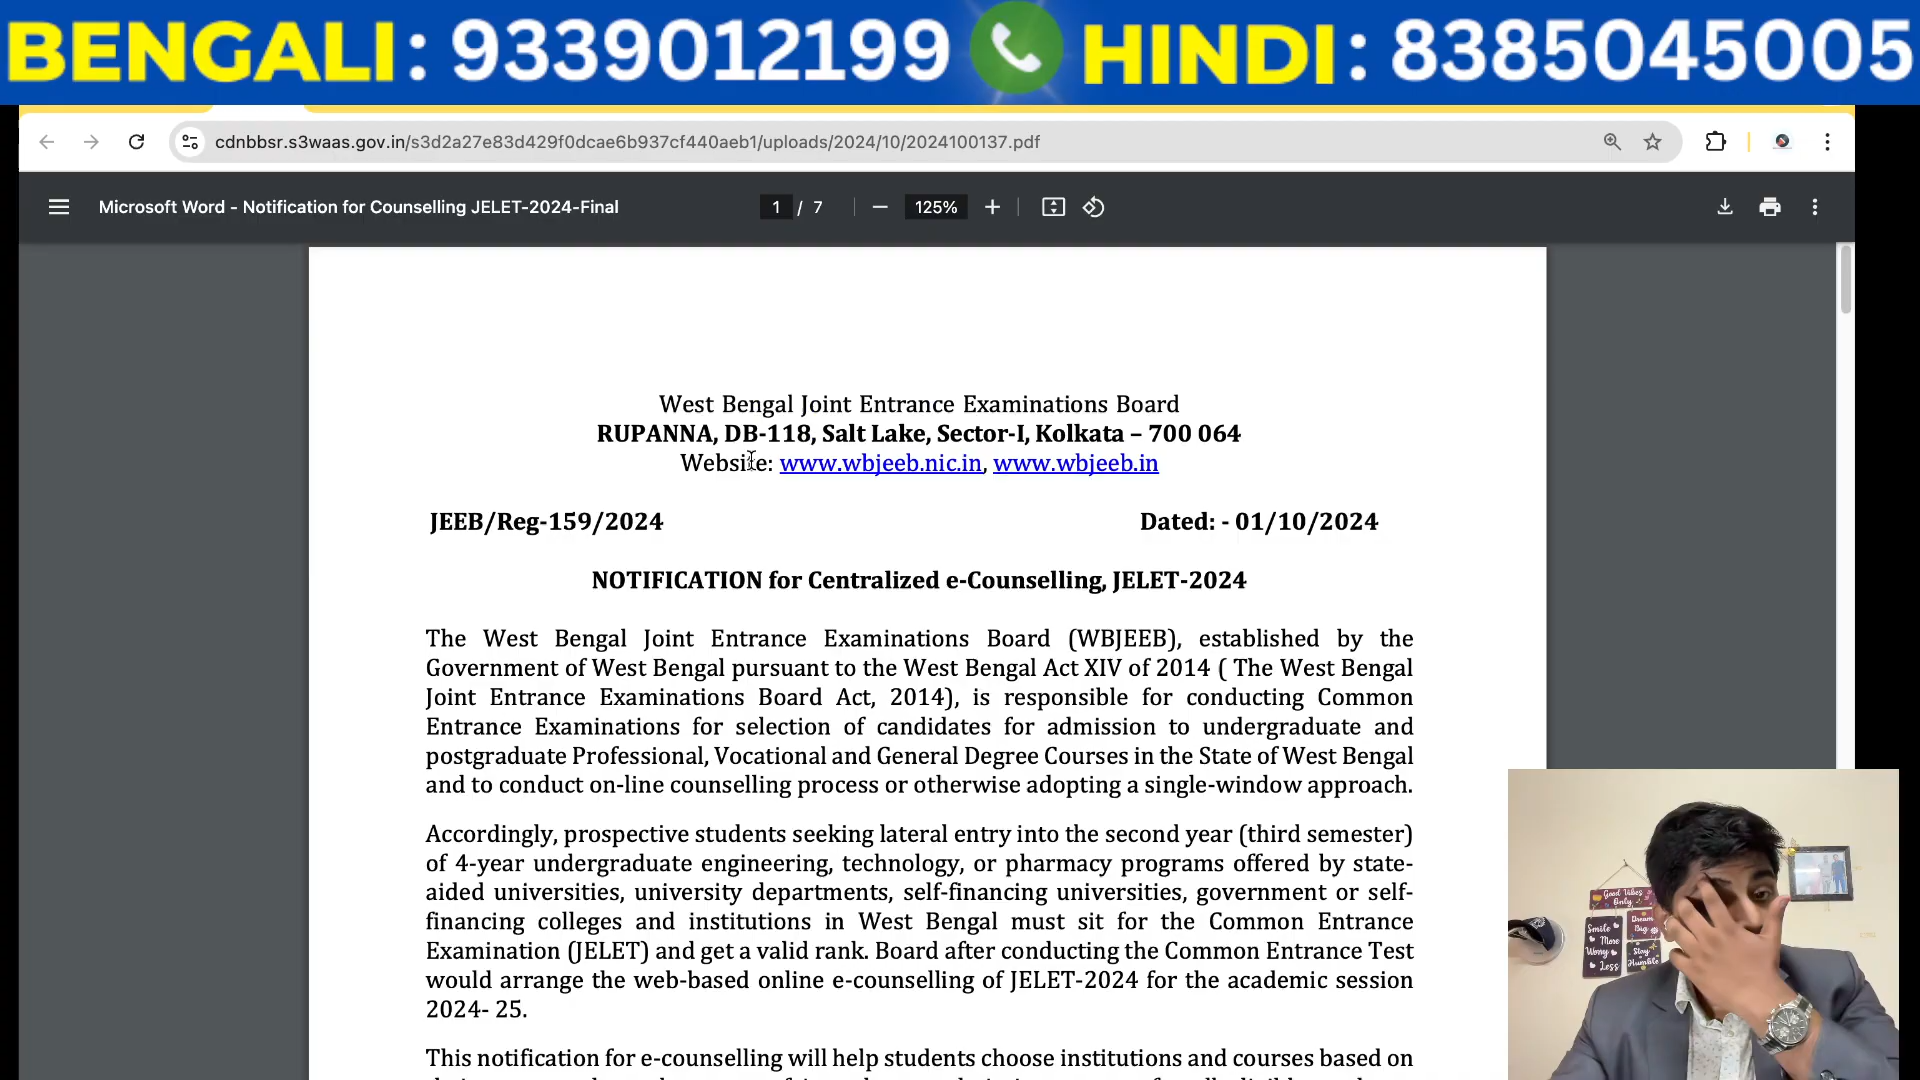 BENGALI: 9339012199 HINDI: 8385045005
cdnbbsr.s3waas.gov.in/s3d2a27e83d429f0dcae6b937cf440aeb1/uploads/2024/10/2024100137.pdf
Microsoft Word - Notification for Counselling JELET-2024-Final 1 / 7 125%
West Bengal Joint Entrance Examinations Board
RUPANNA, DB-118, Salt Lake, Sector-I, Kolkata – 700 064
Website: www.wbjeeb.nic.in, www.wbjeeb.in
JEEB/Reg-159/2024 Dated: - 01/10/2024
NOTIFICATION for Centralized e-Counselling, JELET-2024
The West Bengal Joint Entrance Examinations Board (WBJEEB), established by the
Government of West Bengal pursuant to the West Bengal Act XIV of 2014 ( The West Bengal
Joint Entrance Examinations Board Act, 2014), is responsible for conducting Common
Entrance Examinations for selection of candidates for admission to undergraduate and
postgraduate Professional, Vocational and General Degree Courses in the State of West Bengal
and to conduct on-line counselling process or otherwise adopting a single-window approach.
Accordingly, prospective students seeking lateral entry into the second year (third semester)
of 4-year undergraduate engineering, technology, or pharmacy programs offered by state-
aided universities, university departments, self-financing universities, government or self-
financing colleges and institutions in West Bengal must sit for the Common Entrance
Examination (JELET) and get a valid rank. Board after conducting the Common Entrance Test
would arrange the web-based online e-counselling of JELET-2024 for the academic session
2024- 25.
This notification for e-counselling will help students choose institutions and courses based on
Good Vibes
Only
Smile
More
Worry
Less
Dream
Big
Stay
Humble